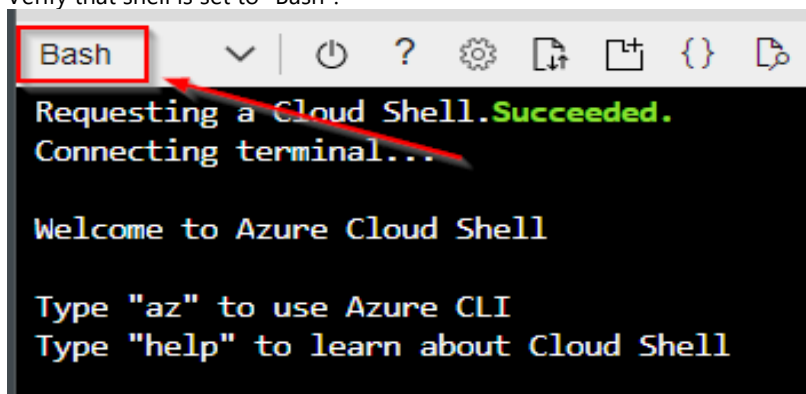 Verify that shell is set to "Bash".
Bash
Requesting a Cloud Shell.Succeeded.
Connecting terminal...
Welcome to Azure Cloud Shell
Type "az" to use Azure CLI
Type "help" to learn about Cloud Shell